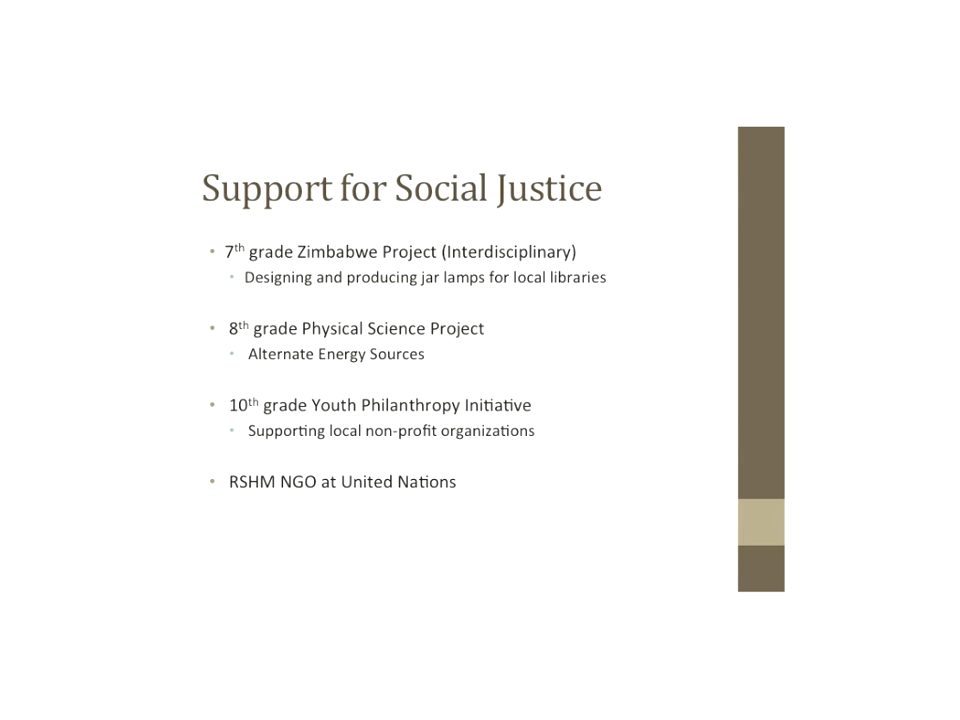 Support for Social Justice
• 7th grade Zimbabwe Project (Interdisciplinary)
• Designing and producing jar lamps for local libraries
• 8th grade Physical Science Project
• Alternate Energy Sources
• 10th grade Youth Philanthropy Initiative
• Supporting local non-profit organizations
• RSHM NGO at United Nations